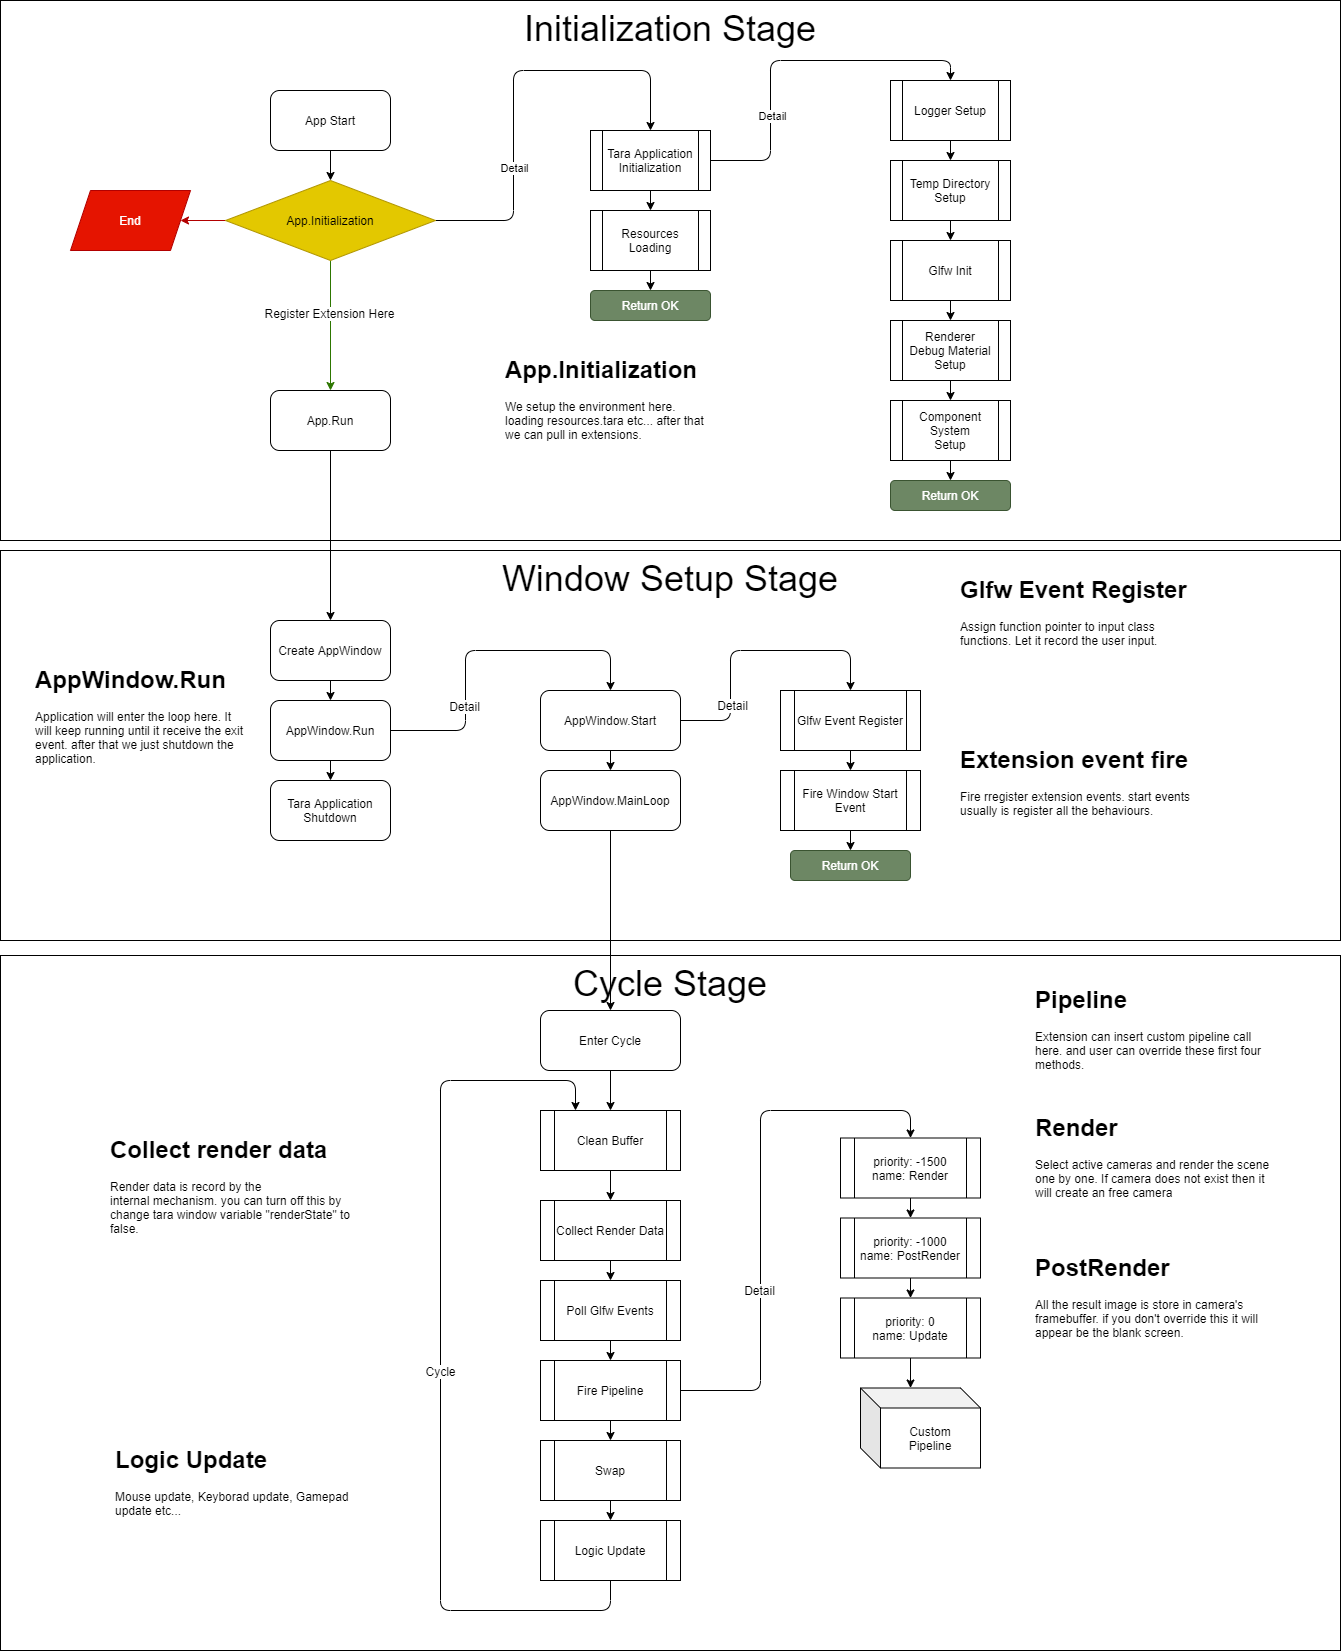 Initialization Stage
App Start
App.Initialization
End
Register Extension Here
App.Run
Detail
Tara Application
Initialization
Resources
Loading
Return OK
Detail
Logger Setup
Temp Directory
Setup
Glfw Init
Renderer
Debug Material
Setup
Component
System
Setup
Return OK
App.Initialization
We setup the environment here.
loading resources.tara etc... after that
we can pull in extensions.
Window Setup Stage
AppWindow.Run
Application will enter the loop here. It
will keep running until it receive the exit
event. after that we just shutdown the
application.
Create AppWindow
AppWindow.Run
Tara Application
Shutdown
Detail
AppWindow.Start
AppWindow.MainLoop
Detail
Glfw Event Register
Fire Window Start
Event
Return OK
Glfw Event Register
Assign function pointer to input class
functions. Let it record the user input.
Extension event fire
Fire rregister extension events. start events
usually is register all the behaviours.
Cycle Stage
Enter Cycle
Clean Buffer
Collect Render Data
Poll Glfw Events
Fire Pipeline
Swap
Logic Update
Cycle
Collect render data
Render data is record by the
internal mechanism. you can turn off this by
change tara window variable "renderState" to
false.
Logic Update
Mouse update, Keyborad update, Gamepad
update etc...
Detail
priority: -1500
name: Render
priority: -1000
name: PostRender
priority: 0
name: Update
Custom
Pipeline
Pipeline
Extension can insert custom pipeline call
here. and user can override these first four
methods.
Render
Select active cameras and render the scene
one by one. If camera does not exist then it
will create an free camera
PostRender
All the result image is store in camera's
framebuffer. if you don't override this it will
appear be the blank screen.